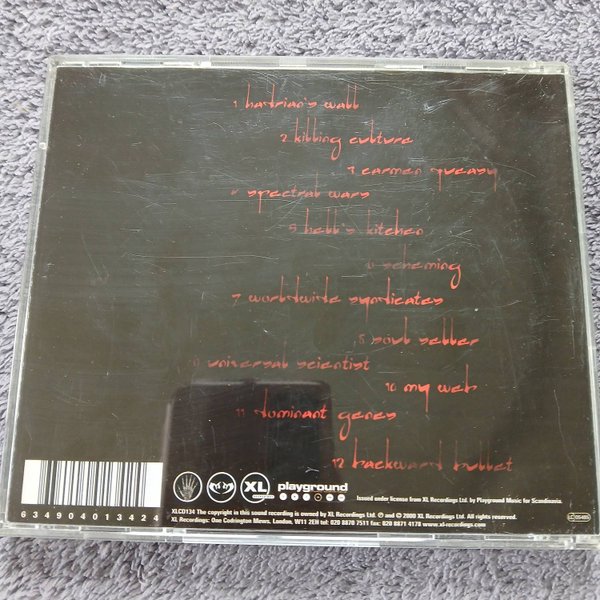 1 hadrian's wall
2 killing culture
3 carmen queasy
4 spectral wars
5 hell's kitchen
6 scheming
7 worldwide syndicates
8 soul seller
9 universal scientist
10 my web
11 dominant genes
12 backward bullet
XL
playground
Issued under license from XL Recordings Ltd. by Playground Music for Scandinavia.
6 34904 01342 4
XLCD134 The copyright in this sound recording is owned by XL Recordings Ltd. ℗ and © 2000 XL Recordings Ltd. All rights reserved.
XL Recordings: One Codrington Mews, London, W11 2EH tel: 020 8870 7511 fax: 020 8871 4178 www.xl-recordings.com